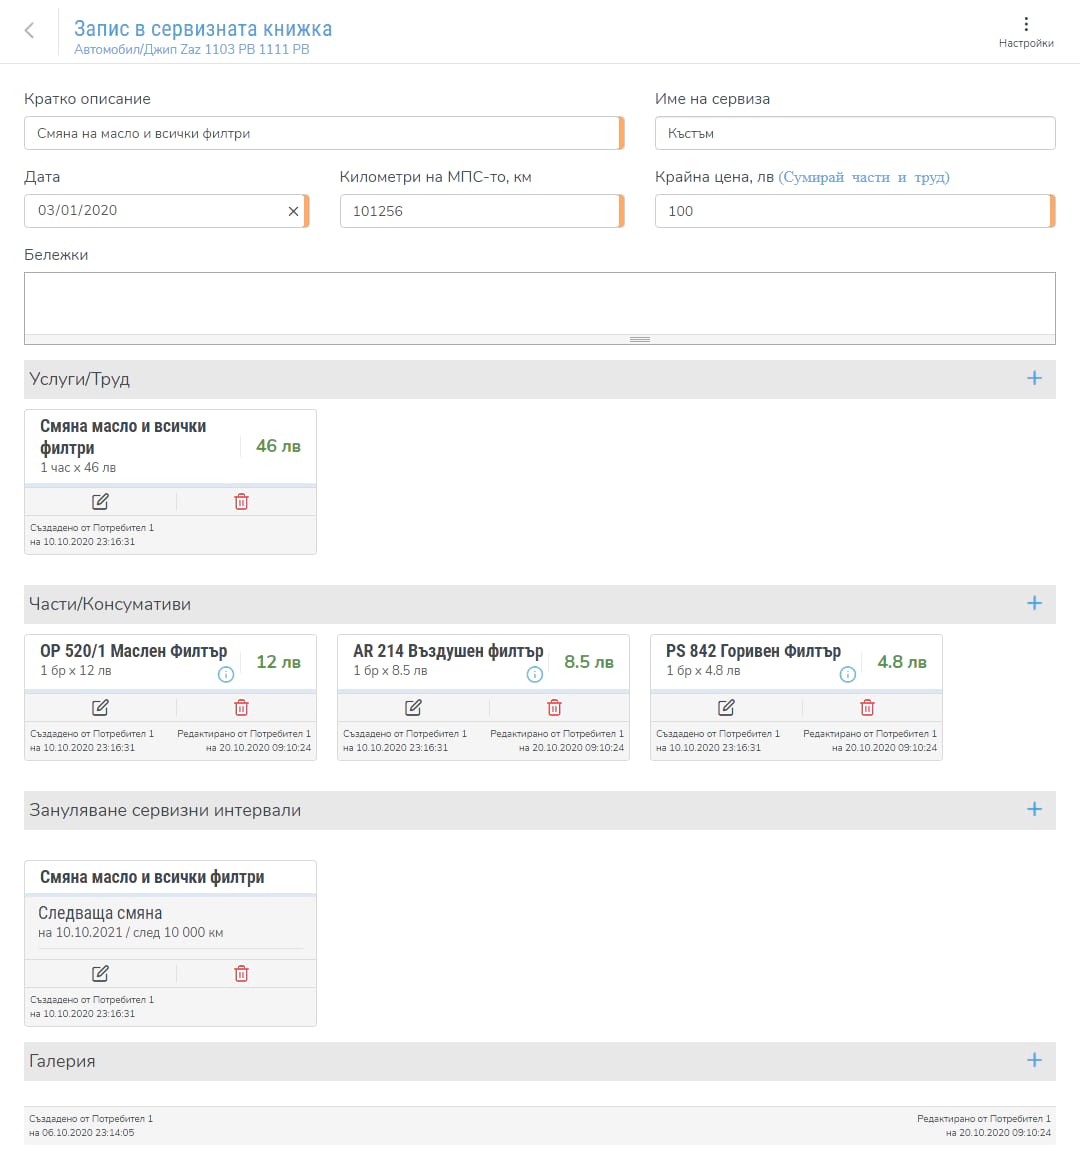 Запис в сервизната книжка
Автомобил/Джип Zaz 1103 PB 1111 PB
Настройки
Кратко описание
Име на сервиза
Смяна на масло и всички филтри
Къстъм
Дата
Километри на МПС-то, км
Крайна цена, лв (Сумирай части и труд)
03/01/2020
101256
100
Бележки
Услуги/Труд
Смяна масло и всички
филтри
1 час x 46 лв
46 лв
Създадено от Потребител 1
на 10.10.2020 23:16:31
Части/Консумативи
OP 520/1 Маслен Филтър
1 бр x 12 лв
12 лв
Създадено от Потребител 1
на 10.10.2020 23:16:31
Редактирано от Потребител 1
на 20.10.2020 09:10:24
AR 214 Въздушен филтър
1 бр x 8.5 лв
8.5 лв
Създадено от Потребител 1
на 10.10.2020 23:16:31
Редактирано от Потребител 1
на 20.10.2020 09:10:24
PS 842 Горивен Филтър
1 бр x 4.8 лв
4.8 лв
Създадено от Потребител 1
на 10.10.2020 23:16:31
Редактирано от Потребител 1
на 20.10.2020 09:10:24
Зануляване сервизни интервали
Смяна масло и всички филтри
Следваща смяна
на 10.10.2021 / след 10 000 км
Създадено от Потребител 1
на 10.10.2020 23:16:31
Галерия
Създадено от Потребител 1
на 06.10.2020 23:14:05
Редактирано от Потребител 1
на 20.10.2020 09:10:24